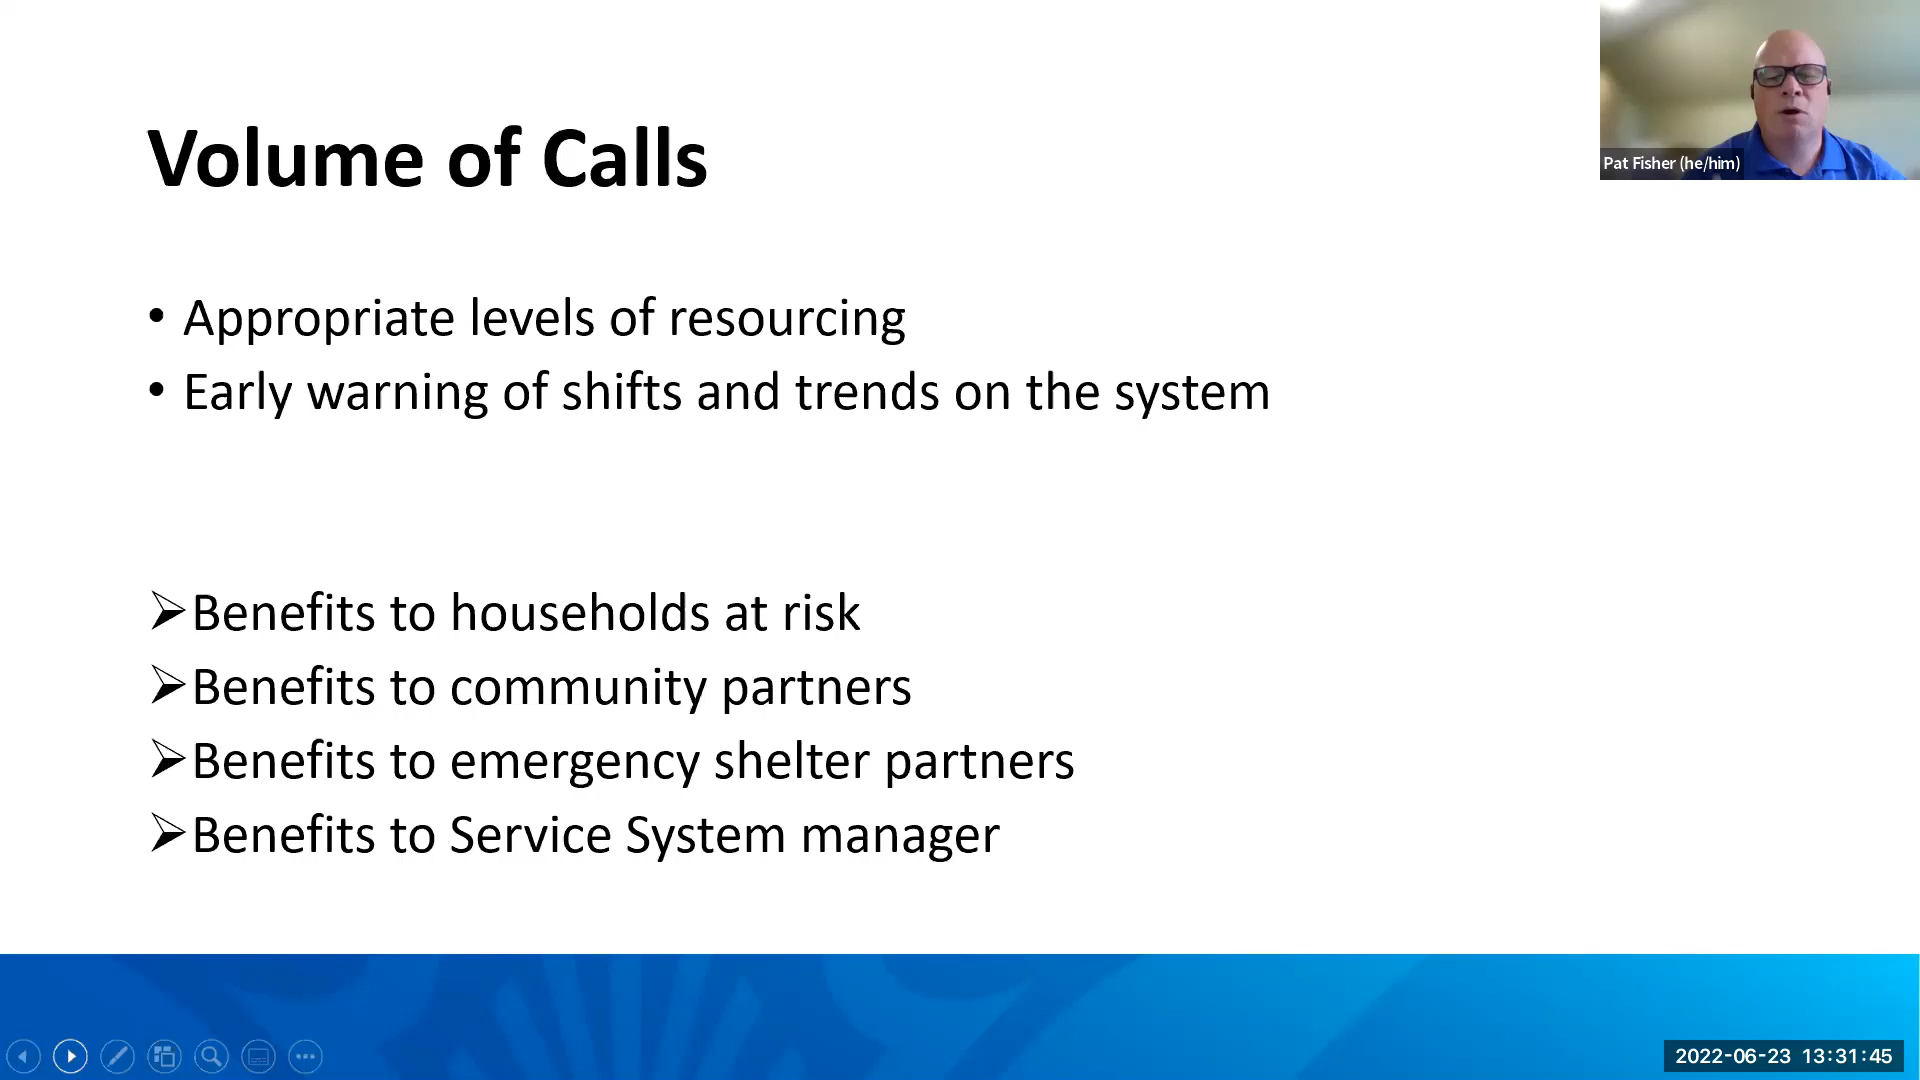 Volume of Calls
Pat Fisher (he/him)
• Appropriate levels of resourcing
• Early warning of shifts and trends on the system
➢Benefits to households at risk
➢Benefits to community partners
➢Benefits to emergency shelter partners
➢Benefits to Service System manager
2022-06-23 13:31:45